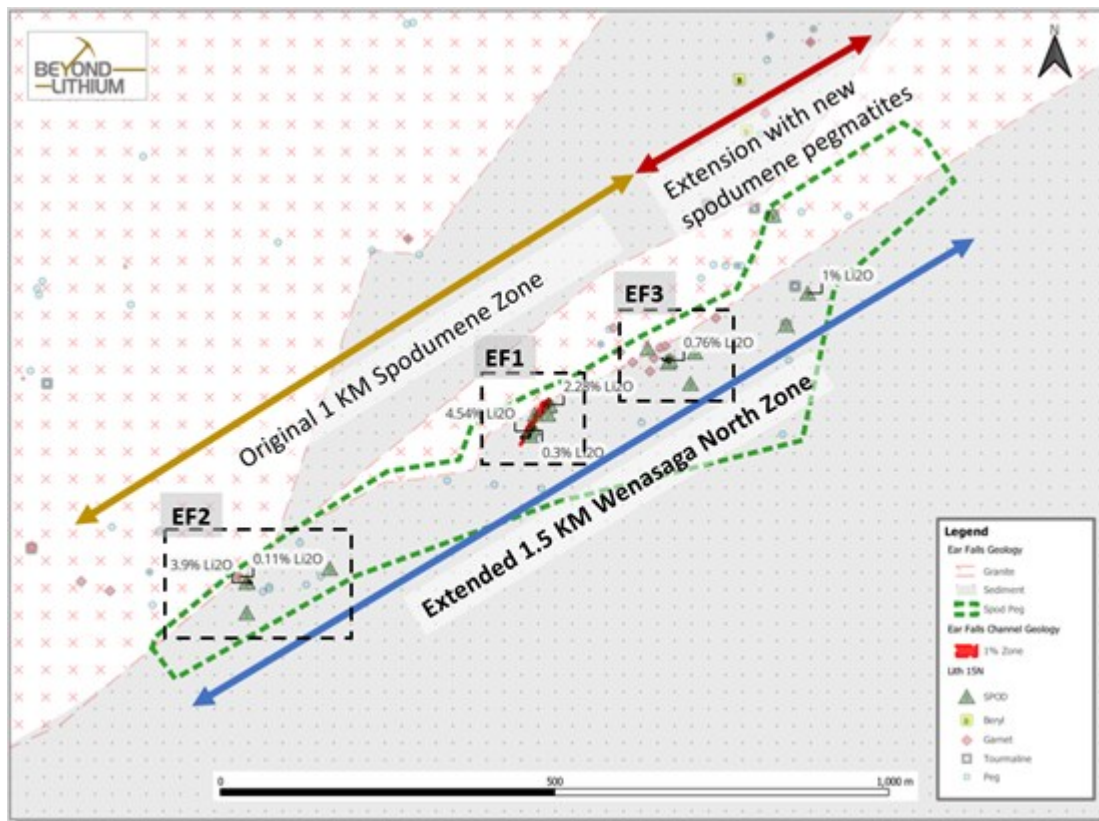 BEYOND
LITHIUM
N
Extension with new
spodumene pegmatites
Original 1 KM Spodumene Zone
1% Li2O
EF3
0.76% Li2O
EF1
2.28% Li2O
4.54% Li2O
0.3% Li2O
Extended 1.5 KM Wenasaga North Zone
EF2
3.9% Li2O
0.11% Li2O
Legend
Ear Falls Geology
Granite
Sediment
Spod Peg
Ear Falls Channel Geology
1% Zone
Lith 15N
SPOD
Beryl
Garnet
Tourmaline
Peg
0
500
1,000 m